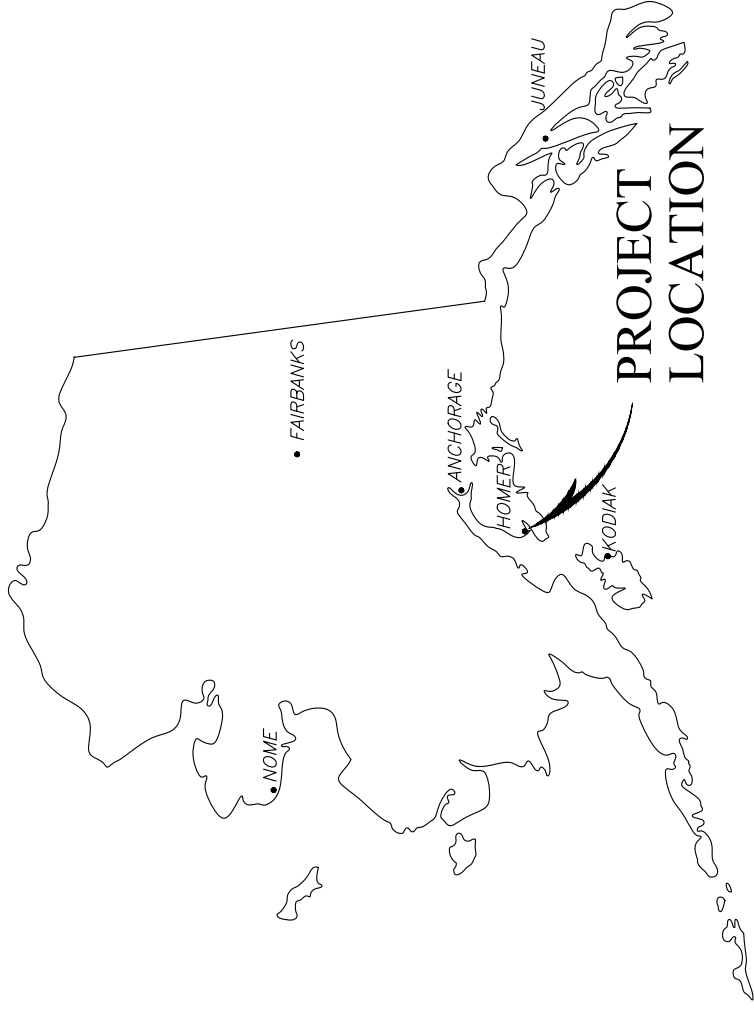 FAIRBANKS
NOME
ANCHORAGE
HOMER
KODIAK
JUNEAU
PROJECT
LOCATION